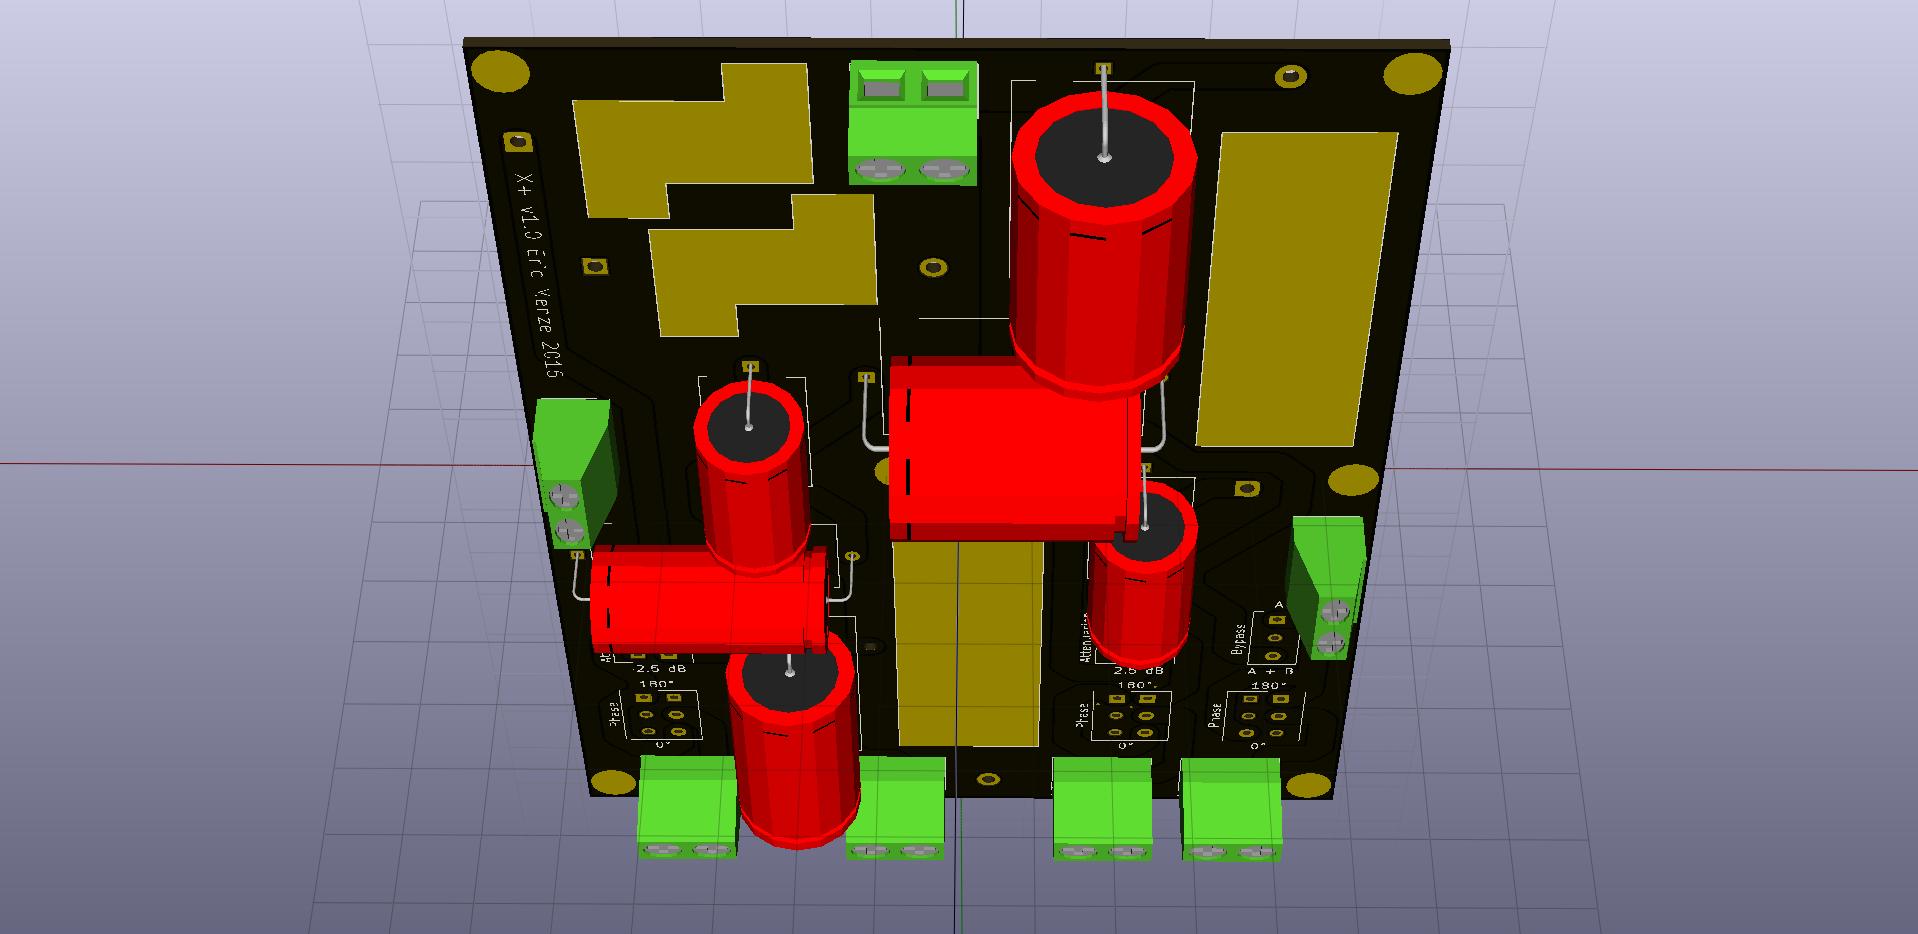 X+ v1.0 Eric Verze 2015
A
Bypass
A + B
2.5 dB
180°
Phase
0°
Attenuation
2.5 dB
180°
Phase
0°
180°
Phase
0°